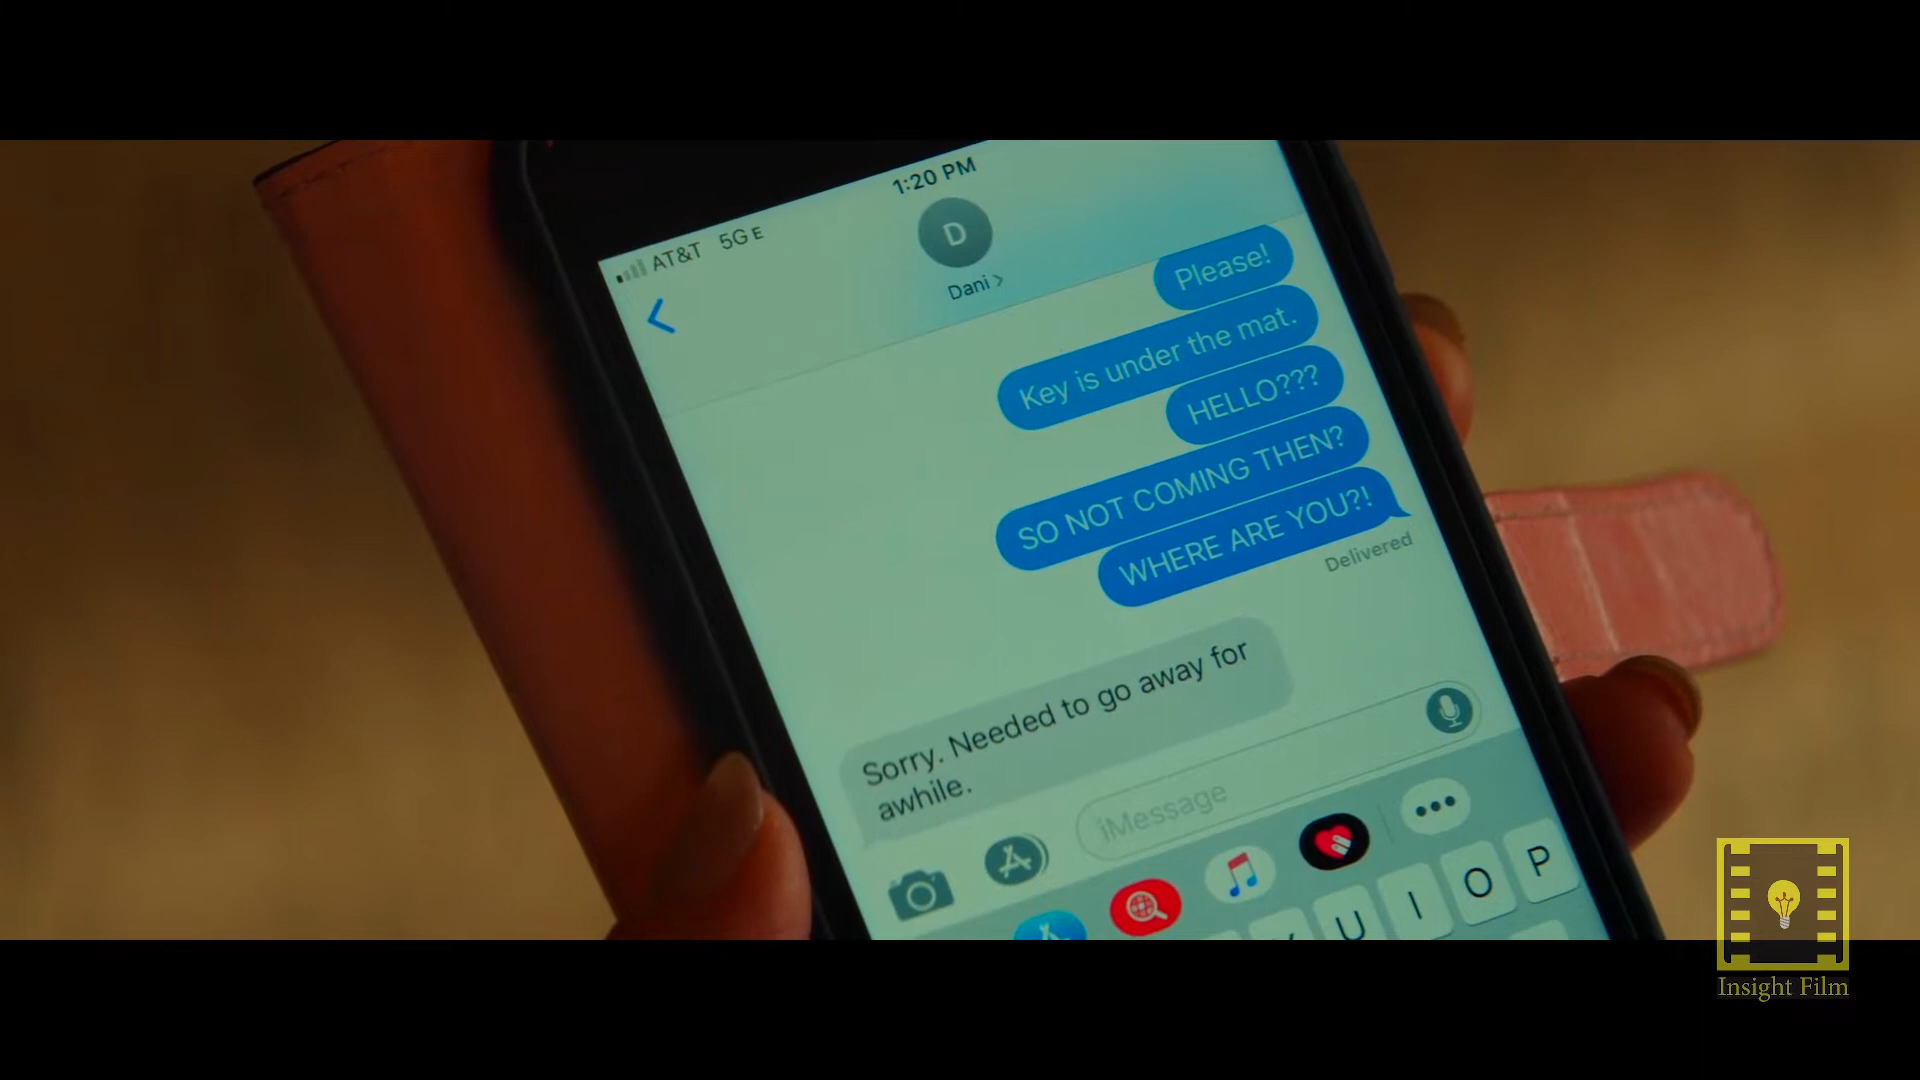 1:20 PM
AT&T 5G E
D
Dani >
Please!
Key is under the mat.
HELLO???
SO NOT COMING THEN?
WHERE ARE YOU?!
Delivered
Sorry. Needed to go away for
awhile.
iMessage
U I O P
Insight Film